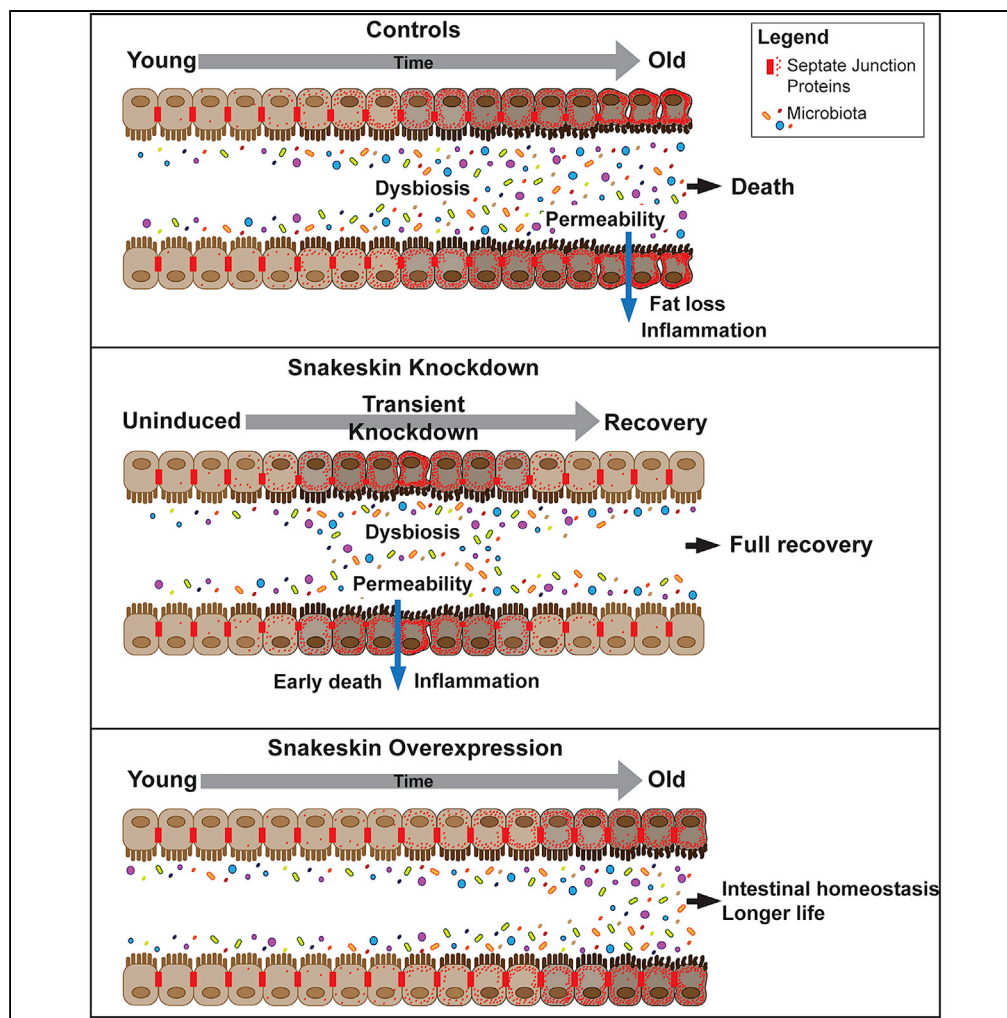 Controls
Young
Time
Old
Legend
Septate Junction
Proteins
Microbiota
Dysbiosis
Death
Permeability
Fat loss
Inflammation
Snakeskin Knockdown
Uninduced
Transient
Knockdown
Recovery
Dysbiosis
Full recovery
Permeability
Early death
Inflammation
Snakeskin Overexpression
Young
Time
Old
Intestinal homeostasis
Longer life